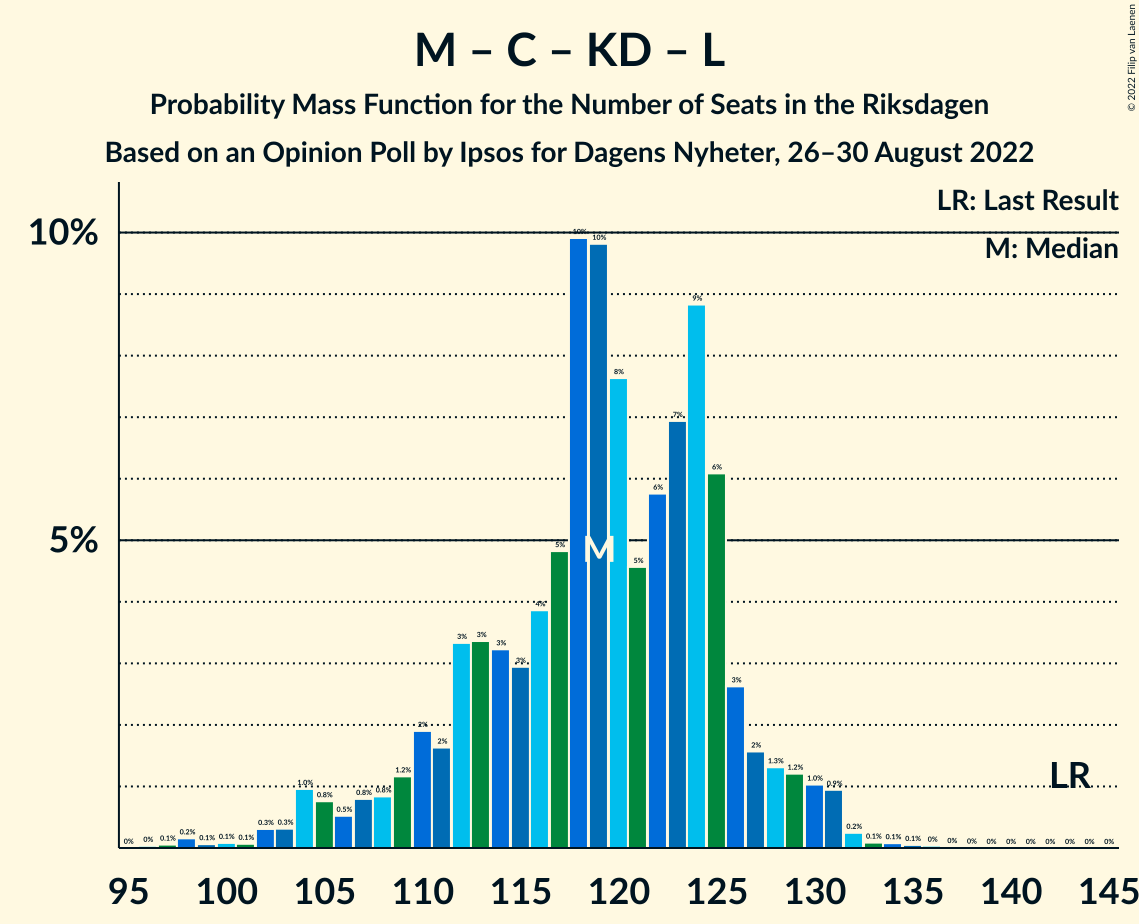 M – C – KD – L
Probability Mass Function for the Number of Seats in the Riksdagen
Based on an Opinion Poll by Ipsos for Dagens Nyheter, 26–30 August 2022
© 2022 Filip van Laenen
LR: Last Result
M: Median
10%
5%
0% 0% 0.1% 0.2% 0.1% 0.1% 0.1% 0.3% 0.3% 1.0% 0.8% 0.5% 0.8% 0.8% 1.2% 2% 2% 3% 3% 3% 3% 4% 5% 10% 10% 8% 5% 6% 7% 9% 6% 3% 2% 1.3% 1.2% 1.0% 0.9% 0.2% 0.1% 0.1% 0.1% 0% 0% 0% 0% 0% 0% 0% 0% 0% 0%
M
LR
95 100 105 110 115 120 125 130 135 140 145